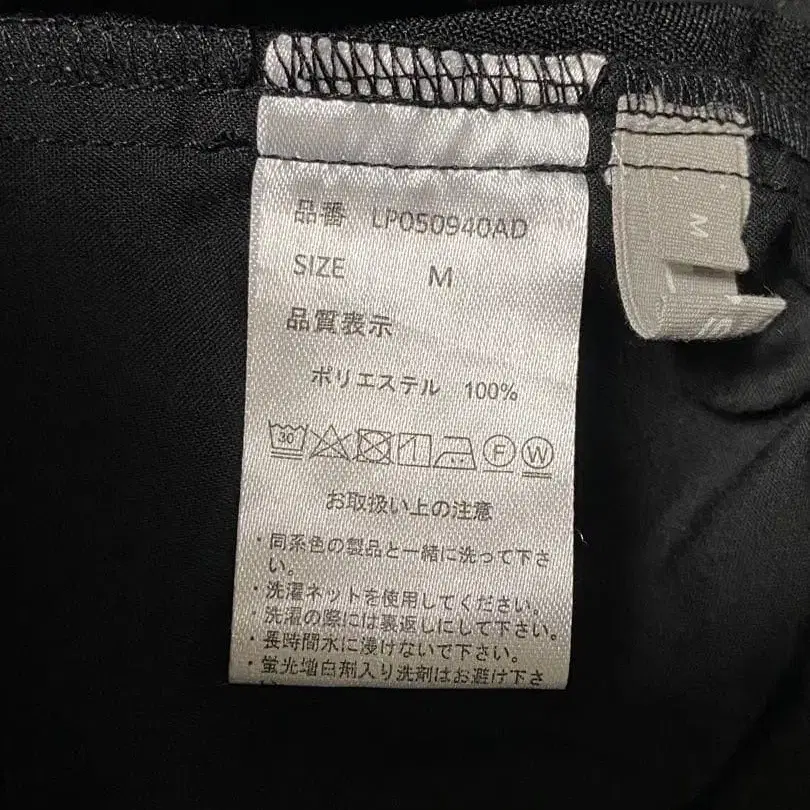 品番 LP050940AD
SIZE M
品質表示
ポリエステル 100%
30 F W
お取扱い上の注意
・同系色の製品と一緒に洗って下さ
い。
・洗濯ネットを使用してください。
・洗濯の際には裏返しにして下さい。
・長時間水に浸けないで下さい。
・蛍光増白剤入り洗剤はお避け下さ
M